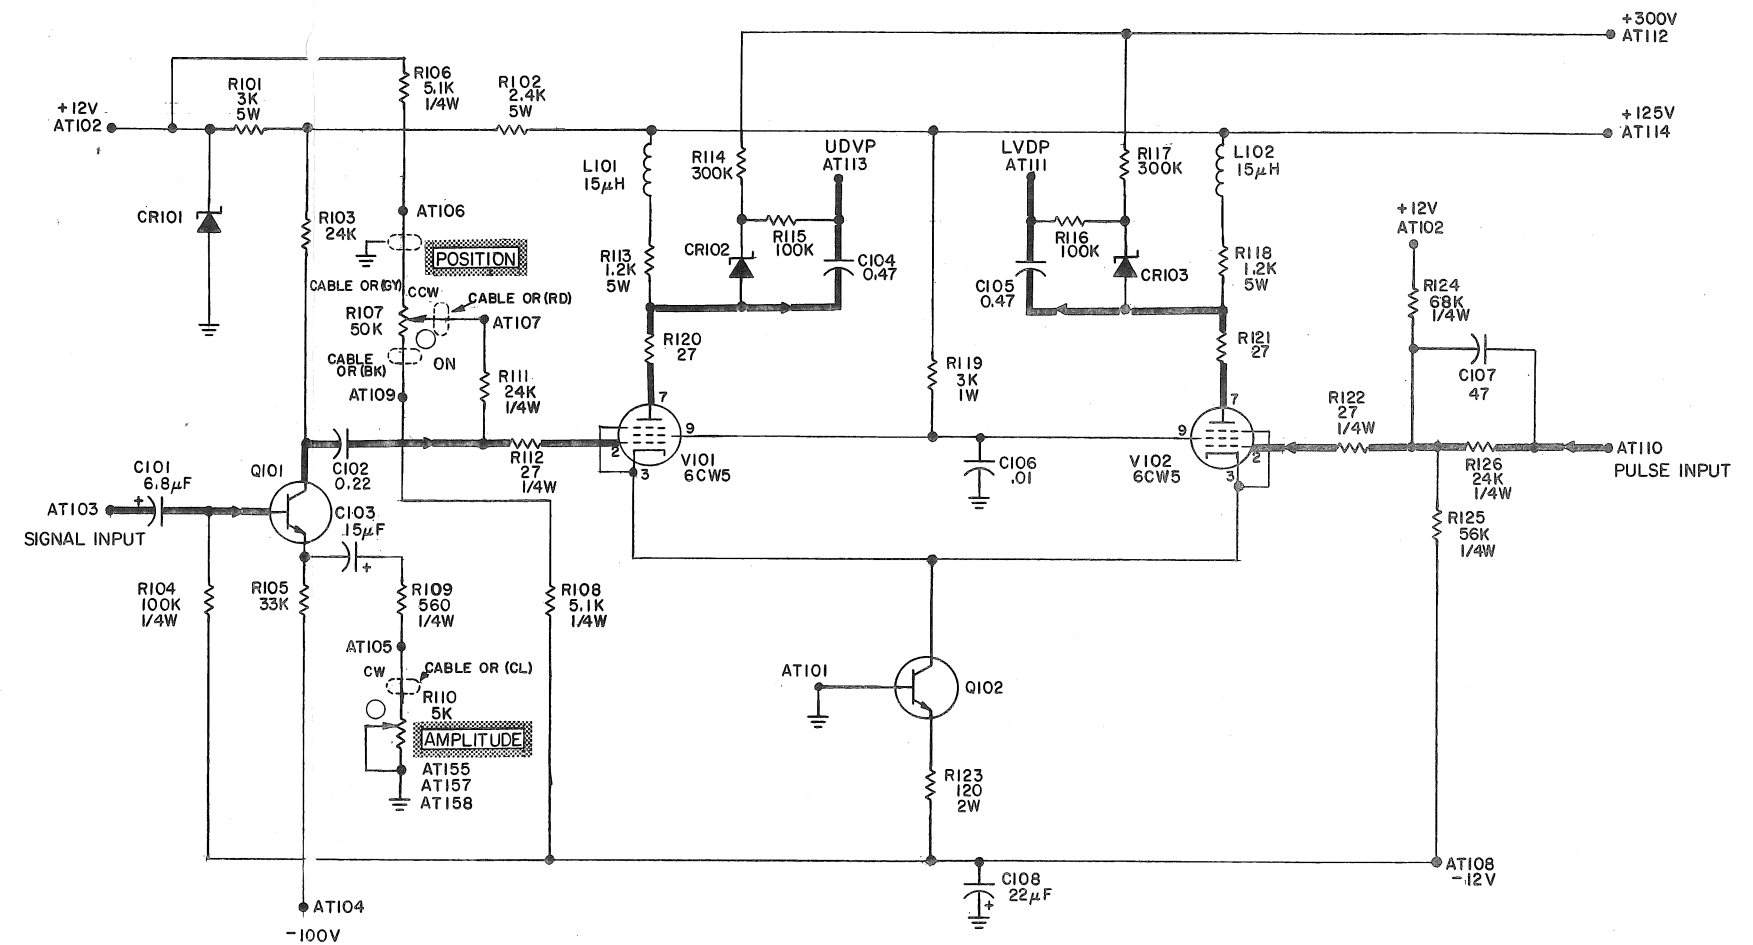 +300V
AT112
R106
5.1K
1/4W
R101
3K
5W
R102
2.4K
5W
+12V
AT102
+125V
AT114
L101
15µH
R114
300K
UDVP
AT113
LVDP
AT111
R117
300K
L102
15µH
CR101
R103
24K
AT106
POSITION
R113
1.2K
5W
CR102
R115
100K
C104
0.47
R116
100K
C105
0.47
CR103
R118
1.2K
5W
+12V
AT102
R124
68K
1/4W
CABLE OR(GY)
CCW
CABLE OR(RD)
R107
50K
AT107
CABLE
OR(BK)
ON
AT109
R111
24K
1/4W
R120
27
R119
3K
1W
R121
27
C107
47
R122
27
1/4W
7
9
2
3
V101
6CW5
7
9
2
3
V102
6CW5
C106
.01
AT110
PULSE INPUT
R126
24K
1/4W
R125
56K
1/4W
C101
6.8µF
+
Q101
C102
0.22
R112
27
1/4W
AT103
SIGNAL INPUT
C103
15µF
+
R104
100K
1/4W
R105
33K
R109
560
1/4W
R108
5.1K
1/4W
AT105
CW
CABLE OR (CL)
R110
5K
AMPLITUDE
AT155
AT157
AT158
AT101
Q102
R123
120
2W
C108
22µF
+
AT108
-12V
AT104
-100V